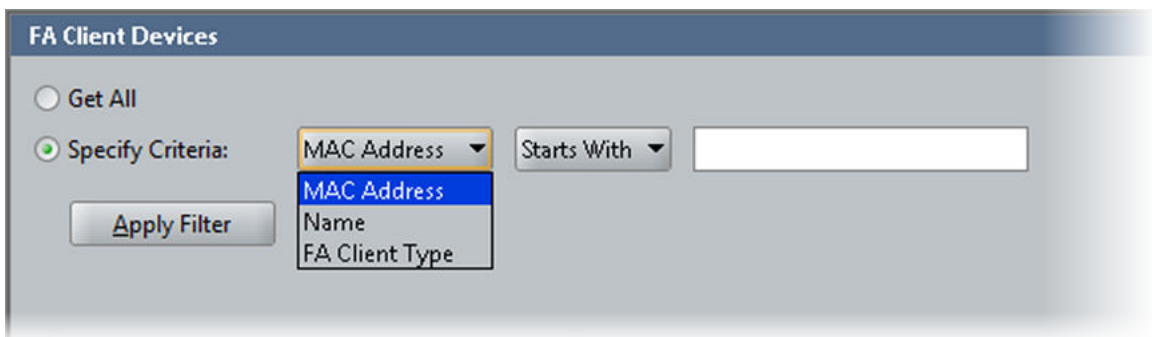 FA Client Devices
Get All
Specify Criteria: MAC Address Starts With
MAC Address
Apply Filter Name
FA Client Type